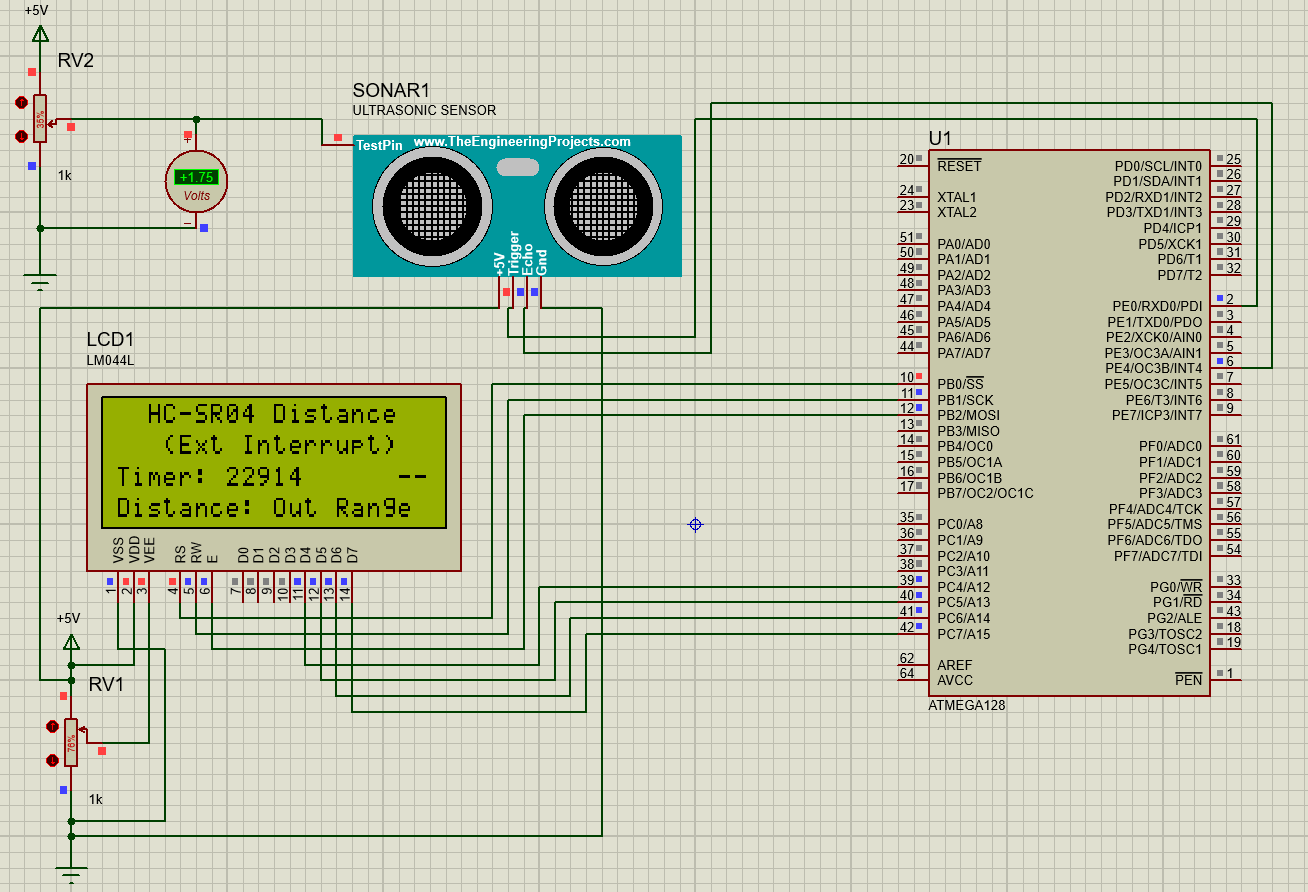 +5V
RV2
35%
1k
+1.75
Volts
SONAR1
ULTRASONIC SENSOR
TestPin
www.TheEngineeringProjects.com
+5V
Trigger
Echo
Gnd
LCD1
LM044L
HC-SR04 Distance
(Ext Interrupt)
Timer: 22914 --
Distance: Out Range
VSS
VDD
VEE
RS
RW
E
D0
D1
D2
D3
D4
D5
D6
D7
1
2
3
4
5
6
7
8
9
10
11
12
13
14
+5V
RV1
76%
1k
U1
20 RESET
24 XTAL1
23 XTAL2
51 PA0/AD0
50 PA1/AD1
49 PA2/AD2
48 PA3/AD3
47 PA4/AD4
46 PA5/AD5
45 PA6/AD6
44 PA7/AD7
10 PB0/SS
11 PB1/SCK
12 PB2/MOSI
13 PB3/MISO
14 PB4/OC0
15 PB5/OC1A
16 PB6/OC1B
17 PB7/OC2/OC1C
35 PC0/A8
36 PC1/A9
37 PC2/A10
38 PC3/A11
39 PC4/A12
40 PC5/A13
41 PC6/A14
42 PC7/A15
62 AREF
64 AVCC
PD0/SCL/INT0 25
PD1/SDA/INT1 26
PD2/RXD1/INT2 27
PD3/TXD1/INT3 28
PD4/ICP1 29
PD5/XCK1 30
PD6/T1 31
PD7/T2 32
PE0/RXD0/PDI 2
PE1/TXD0/PDO 3
PE2/XCK0/AIN0 4
PE3/OC3A/AIN1 5
PE4/OC3B/INT4 6
PE5/OC3C/INT5 7
PE6/T3/INT6 8
PE7/ICP3/INT7 9
PF0/ADC0 61
PF1/ADC1 60
PF2/ADC2 59
PF3/ADC3 58
PF4/ADC4/TCK 57
PF5/ADC5/TMS 56
PF6/ADC6/TDO 55
PF7/ADC7/TDI 54
PG0/WR 33
PG1/RD 34
PG2/ALE 43
PG3/TOSC2 18
PG4/TOSC1 19
PEN 1
ATMEGA128